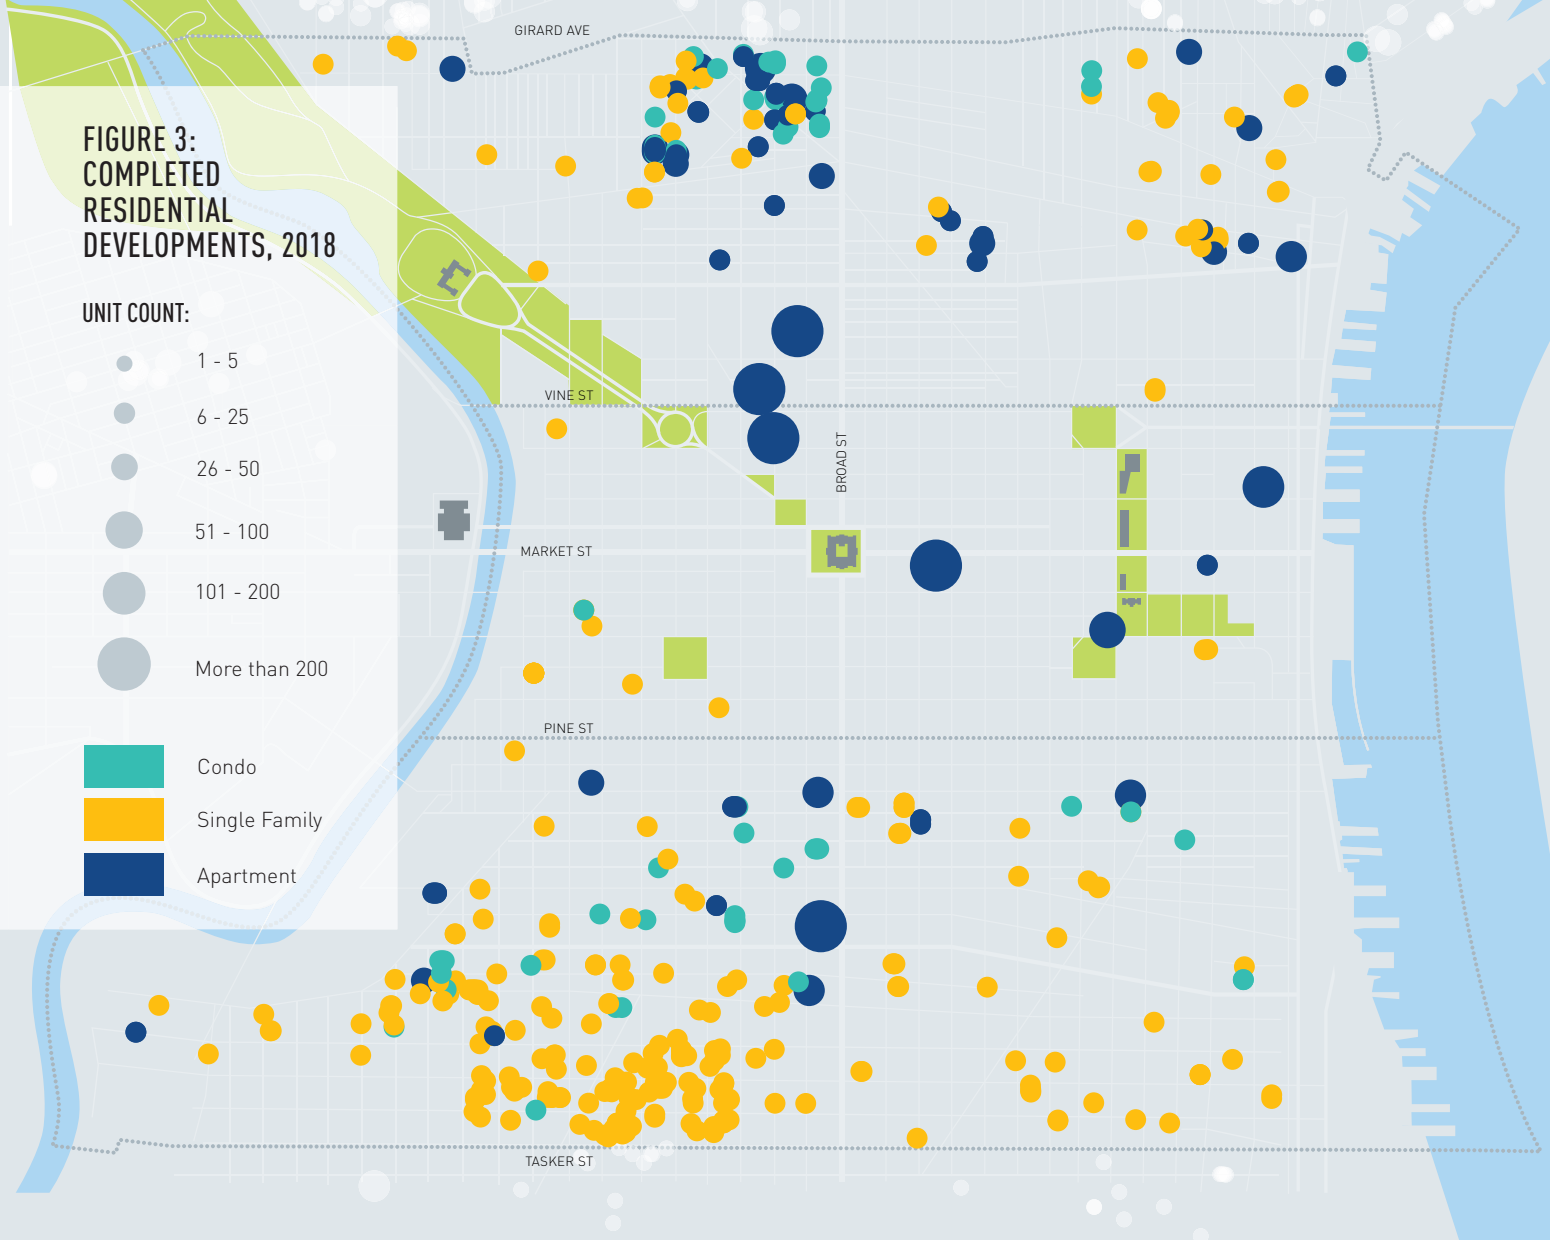 GIRARD AVE
FIGURE 3:
COMPLETED
RESIDENTIAL
DEVELOPMENTS, 2018
UNIT COUNT:
1 - 5
6 - 25
26 - 50
51 - 100
101 - 200
More than 200
Condo
Single Family
Apartment
VINE ST
BROAD ST
MARKET ST
PINE ST
TASKER ST